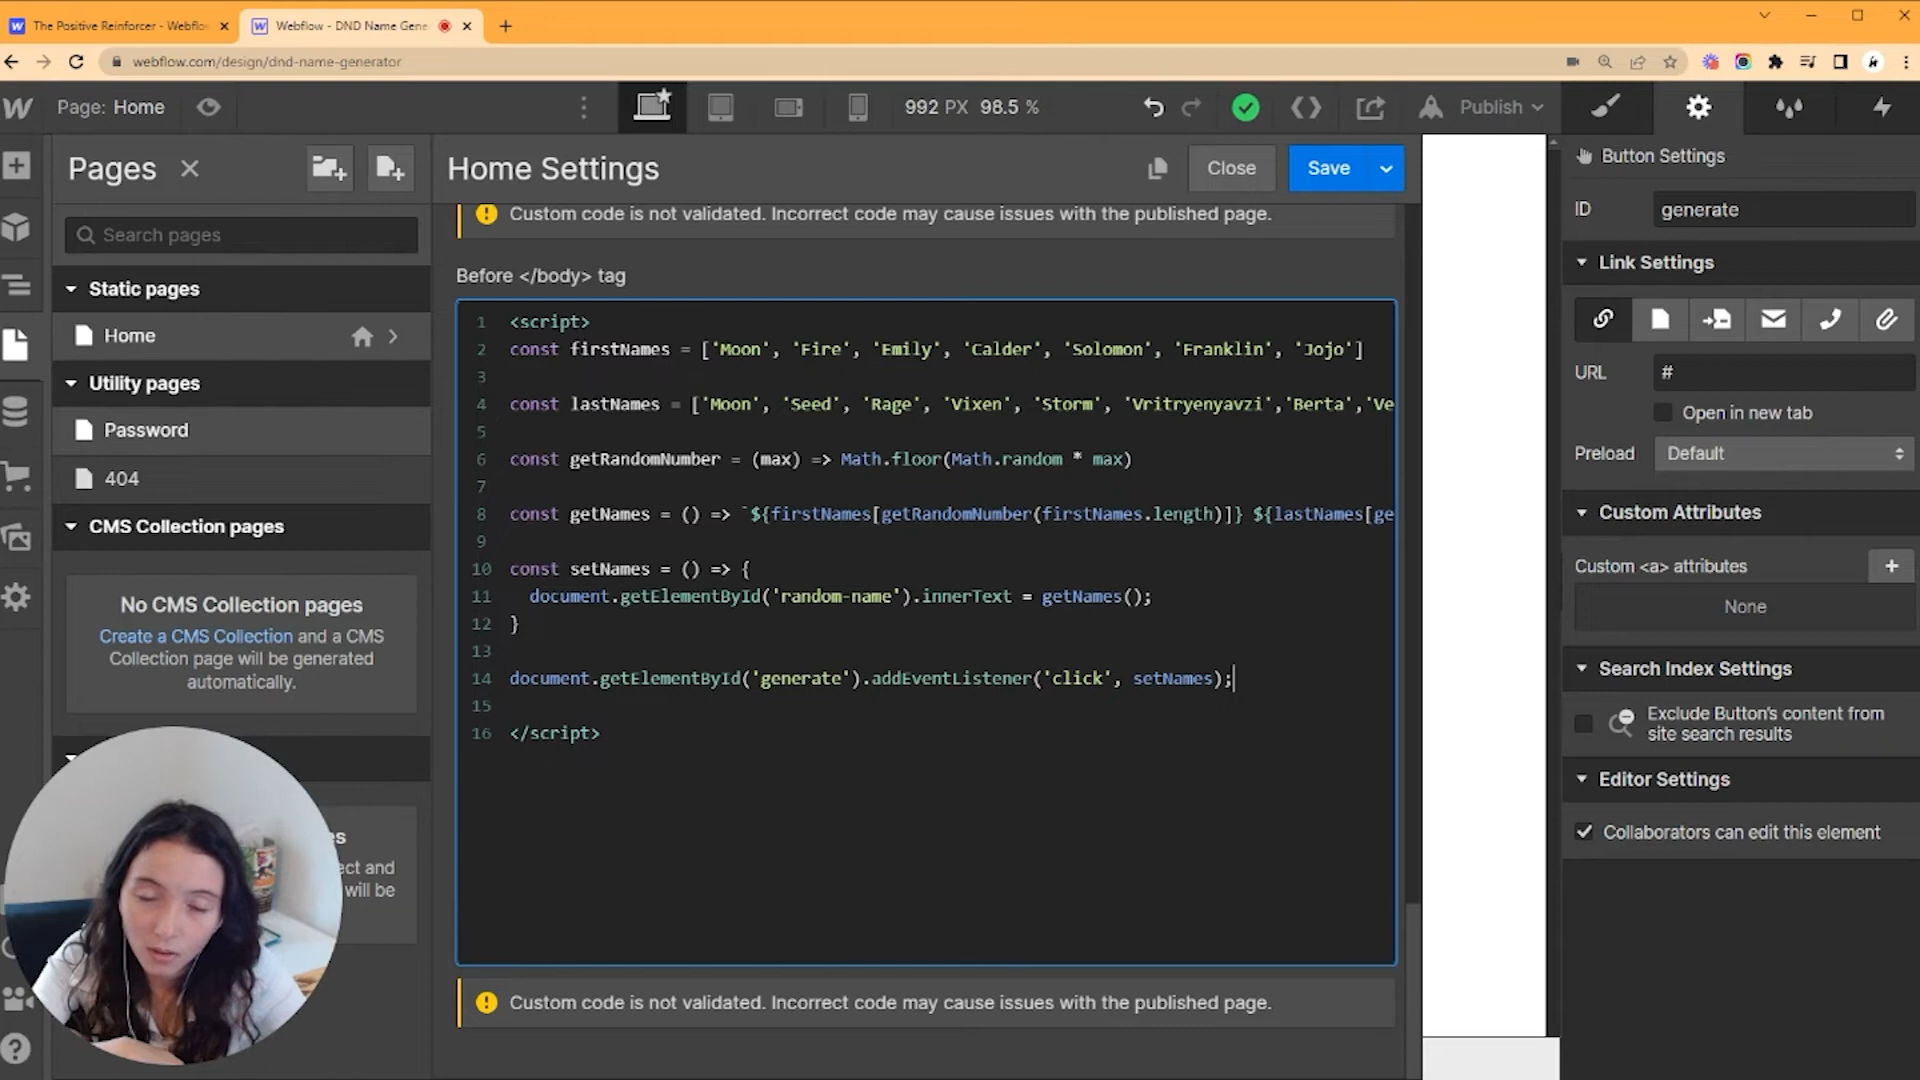 The Positive Reinforcer - Webflo
Webflow - DND Name Gene
webflow.com/design/dnd-name-generator
Page: Home
992 PX 98.5 %
Publish
Pages
Home Settings
Close
Save
Button Settings
ID
generate
Search pages
Custom code is not validated. Incorrect code may cause issues with the published page.
Before </body> tag
Link Settings
Static pages
Home
Utility pages
Password
404
CMS Collection pages
No CMS Collection pages
Create a CMS Collection and a CMS
Collection page will be generated
automatically.
es
ect and
will be
1 <script>
2 const firstNames = ['Moon', 'Fire', 'Emily', 'Calder', 'Solomon', 'Franklin', 'Jojo']
3
4 const lastNames = ['Moon', 'Seed', 'Rage', 'Vixen', 'Storm', 'Vritryenyavzi','Berta','Ve
5
6 const getRandomNumber = (max) => Math.floor(Math.random * max)
7
8 const getNames = () => `${firstNames[getRandomNumber(firstNames.length)]} ${lastNames[ge
9
10 const setNames = () => {
11 document.getElementById('random-name').innerText = getNames();
12 }
13
14 document.getElementById('generate').addEventListener('click', setNames);
15
16 </script>
Custom code is not validated. Incorrect code may cause issues with the published page.
URL
#
Open in new tab
Preload
Default
Custom Attributes
Custom <a> attributes
None
Search Index Settings
Exclude Button's content from
site search results
Editor Settings
Collaborators can edit this element